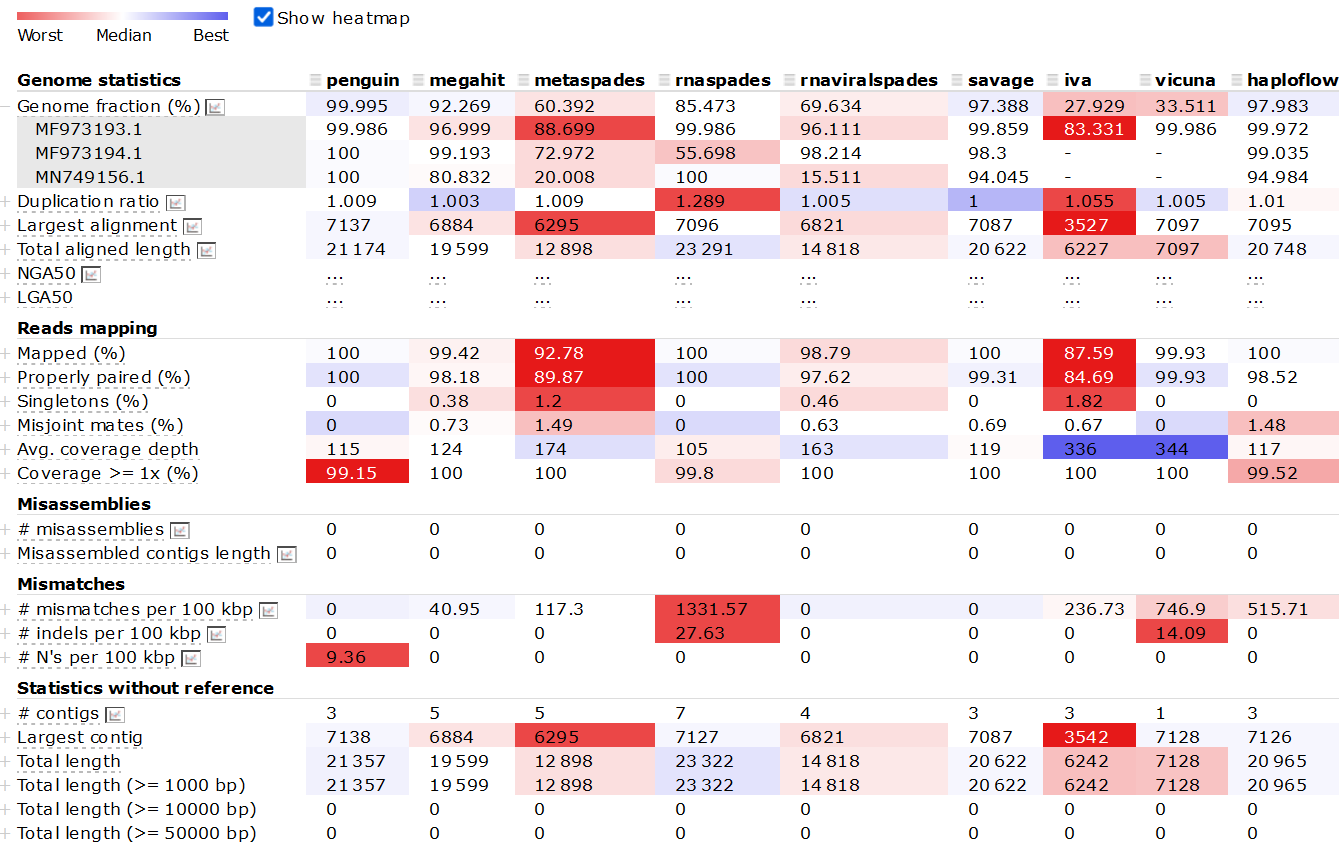 Show heatmap
Worst Median Best
Genome statistics penguin megahit metaspades rnaspades rnaviralspades savage iva vicuna haploflow
Genome fraction (%) 99.995 92.269 60.392 85.473 69.634 97.388 27.929 33.511 97.983
MF973193.1 99.986 96.999 88.699 99.986 96.111 99.859 83.331 99.986 99.972
MF973194.1 100 99.193 72.972 55.698 98.214 98.3 - - 99.035
MN749156.1 100 80.832 20.008 100 15.511 94.045 - - 94.984
Duplication ratio 1.009 1.003 1.009 1.289 1.005 1 1.055 1.005 1.01
Largest alignment 7137 6884 6295 7096 6821 7087 3527 7097 7095
Total aligned length 21 174 19 599 12 898 23 291 14 818 20 622 6227 7097 20 748
NGA50 ... ... ... ... ... ... ... ... ...
LGA50 ... ... ... ... ... ... ... ... ...
Reads mapping
Mapped (%) 100 99.42 92.78 100 98.79 100 87.59 99.93 100
Properly paired (%) 100 98.18 89.87 100 97.62 99.31 84.69 99.93 98.52
Singletons (%) 0 0.38 1.2 0 0.46 0 1.82 0 0
Misjoint mates (%) 0 0.73 1.49 0 0.63 0.69 0.67 0 1.48
Avg. coverage depth 115 124 174 105 163 119 336 344 117
Coverage >= 1x (%) 99.15 100 100 99.8 100 100 100 100 99.52
Misassemblies
# misassemblies 0 0 0 0 0 0 0 0 0
Misassembled contigs length 0 0 0 0 0 0 0 0 0
Mismatches
# mismatches per 100 kbp 0 40.95 117.3 1331.57 0 0 236.73 746.9 515.71
# indels per 100 kbp 0 0 0 27.63 0 0 0 14.09 0
# N's per 100 kbp 9.36 0 0 0 0 0 0 0 0
Statistics without reference
# contigs 3 5 5 7 4 3 3 1 3
Largest contig 7138 6884 6295 7127 6821 7087 3542 7128 7126
Total length 21 357 19 599 12 898 23 322 14 818 20 622 6242 7128 20 965
Total length (>= 1000 bp) 21 357 19 599 12 898 23 322 14 818 20 622 6242 7128 20 965
Total length (>= 10000 bp) 0 0 0 0 0 0 0 0 0
Total length (>= 50000 bp) 0 0 0 0 0 0 0 0 0